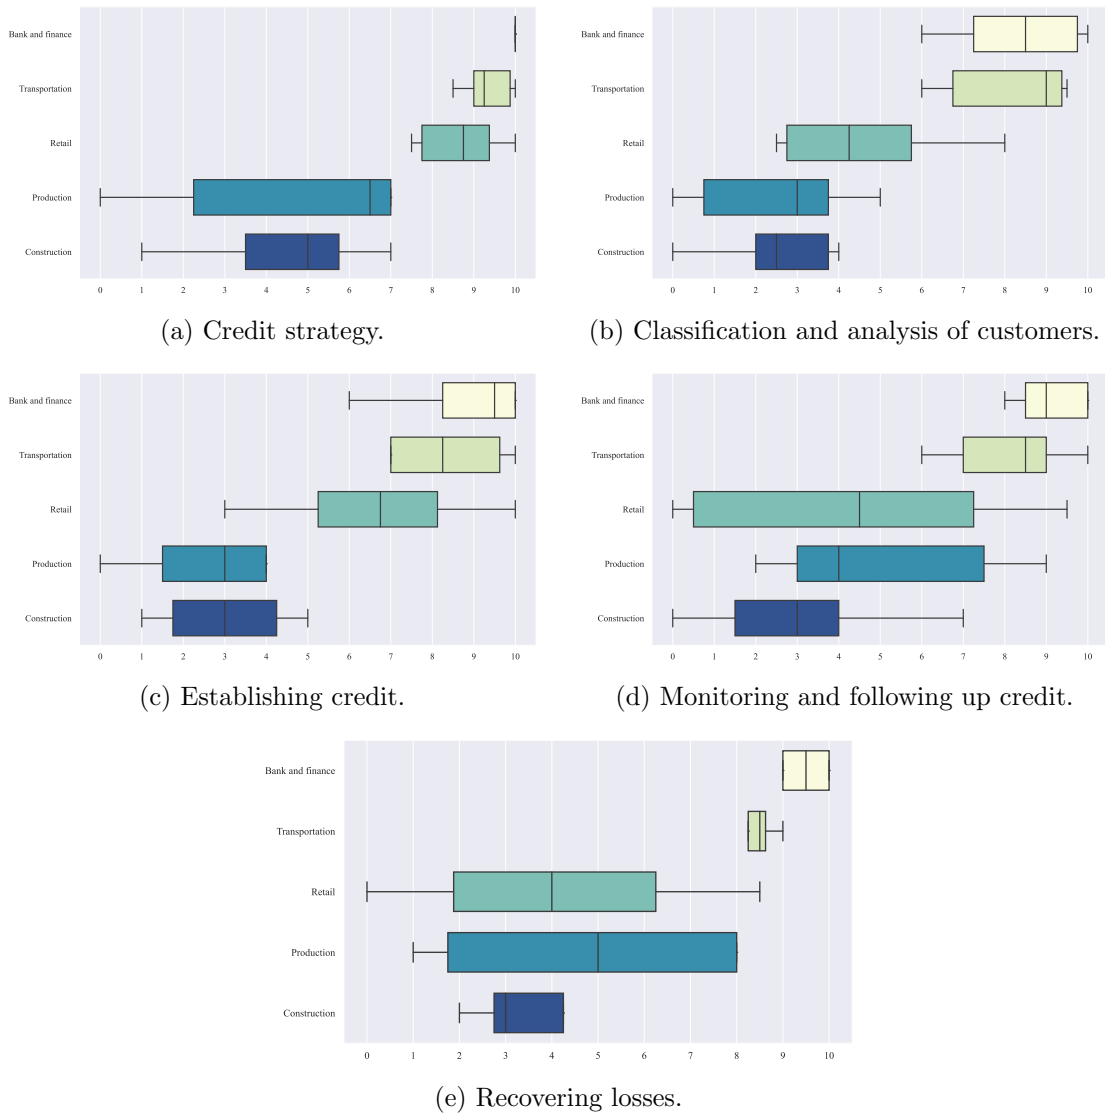 Bank and finance
Transportation
Retail
Production
Construction
0 1 2 3 4 5 6 7 8 9 10
(a) Credit strategy.
Bank and finance
Transportation
Retail
Production
Construction
0 1 2 3 4 5 6 7 8 9 10
(b) Classification and analysis of customers.
Bank and finance
Transportation
Retail
Production
Construction
0 1 2 3 4 5 6 7 8 9 10
(c) Establishing credit.
Bank and finance
Transportation
Retail
Production
Construction
0 1 2 3 4 5 6 7 8 9 10
(d) Monitoring and following up credit.
Bank and finance
Transportation
Retail
Production
Construction
0 1 2 3 4 5 6 7 8 9 10
(e) Recovering losses.